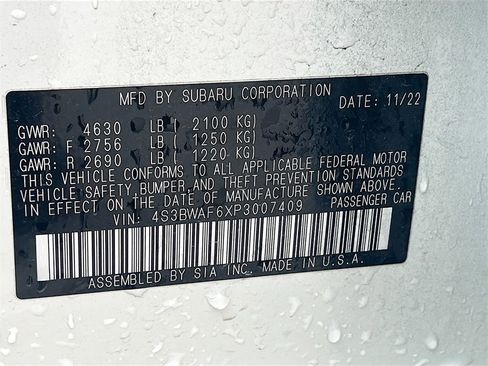 MFD BY SUBARU CORPORATION
DATE: 11/22
GVWR: 4630 LB( 2100 KG)
GAWR: F 2756 LB( 1250 KG)
GAWR: R 2690 LB( 1220 KG)
THIS VEHICLE CONFORMS TO ALL APPLICABLE FEDERAL MOTOR
VEHICLE SAFETY, BUMPER, AND THEFT PREVENTION STANDARDS
IN EFFECT ON THE DATE OF MANUFACTURE SHOWN ABOVE.
VIN: 4S3BWAF6XP3007409 PASSENGER CAR
ASSEMBLED BY SIA INC. MADE IN U.S.A.